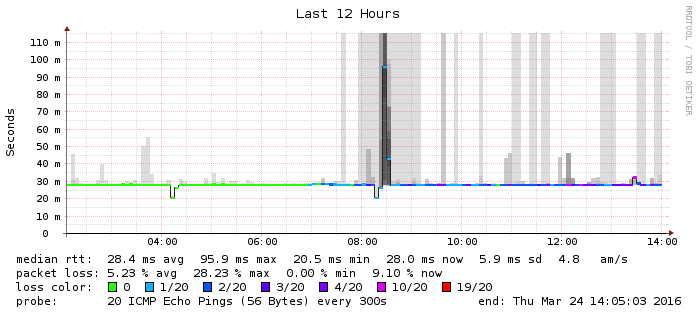 Last 12 Hours
RRDTOOL / TOBI OETIKER
Seconds
110 m
100 m
90 m
80 m
70 m
60 m
50 m
40 m
30 m
20 m
10 m
0
04:00 06:00 08:00 10:00 12:00 14:00
median rtt: 28.4 ms avg 95.9 ms max 20.5 ms min 28.0 ms now 5.9 ms sd 4.8 am/s
packet loss: 5.23 % avg 28.23 % max 0.00 % min 9.10 % now
loss color: 0 1/20 2/20 3/20 4/20 10/20 19/20
probe: 20 ICMP Echo Pings (56 Bytes) every 300s end: Thu Mar 24 14:05:03 2016